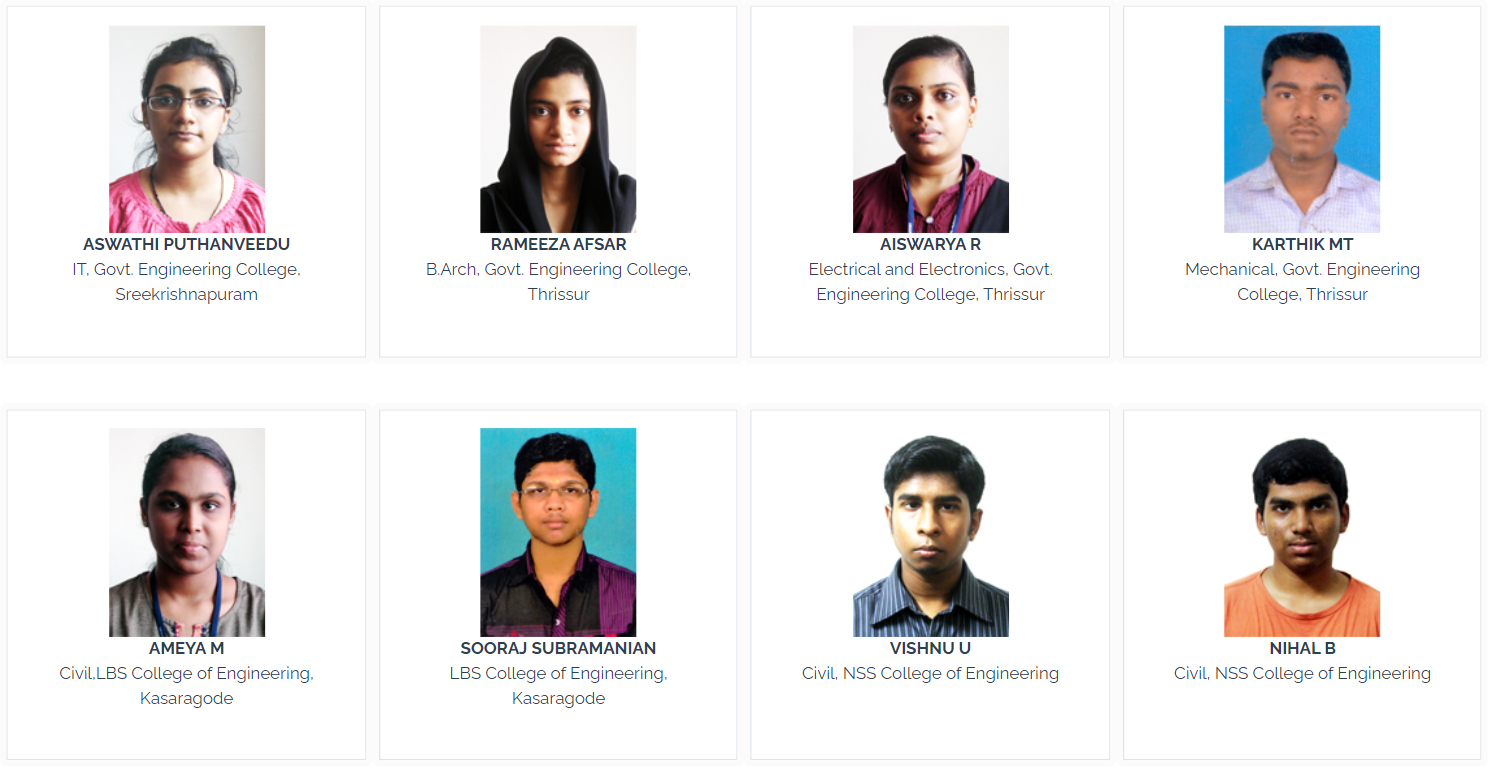 ASWATHI PUTHANVEEDU
IT, Govt. Engineering College,
Sreekrishnapuram
RAMEEZA AFSAR
B.Arch, Govt. Engineering College,
Thrissur
AISWARYA R
Electrical and Electronics, Govt.
Engineering College, Thrissur
KARTHIK MT
Mechanical, Govt. Engineering
College, Thrissur
AMEYA M
Civil,LBS College of Engineering,
Kasaragode
SOORAJ SUBRAMANIAN
LBS College of Engineering,
Kasaragode
VISHNU U
Civil, NSS College of Engineering
NIHAL B
Civil, NSS College of Engineering